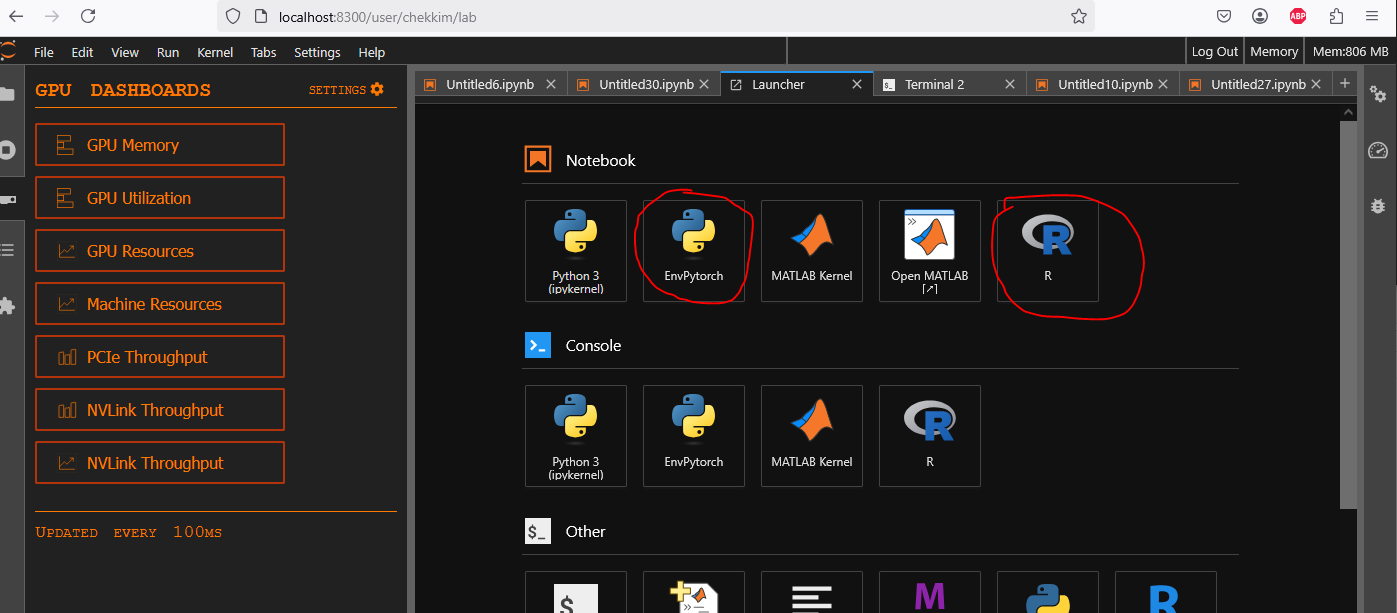 localhost:8300/user/chekkim/lab
ABP
File Edit View Run Kernel Tabs Settings Help
Log Out Memory Mem:806 MB
GPU DASHBOARDS
SETTINGS
GPU Memory
GPU Utilization
GPU Resources
Machine Resources
PCIe Throughput
NVLink Throughput
NVLink Throughput
UPDATED EVERY 100MS
Untitled6.ipynb Untitled30.ipynb Launcher Terminal 2 Untitled10.ipynb Untitled27.ipynb
Notebook
Python 3
(ipykernel)
EnvPytorch
MATLAB Kernel
Open MATLAB
[↗]
R
R
Console
Python 3
(ipykernel)
EnvPytorch
MATLAB Kernel
R
R
$_
Other
$
M
R